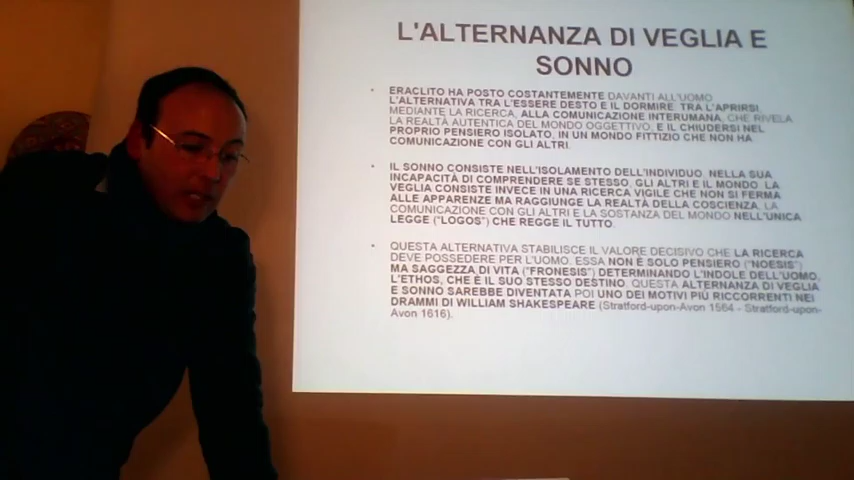 L'ALTERNANZA DI VEGLIA E
SONNO
• ERACLITO HA POSTO COSTANTEMENTE DAVANTI ALL'UOMO
L'ALTERNATIVA TRA L'ESSERE DESTO E IL DORMIRE, TRA L'APRIRSI,
MEDIANTE LA RICERCA, ALLA COMUNICAZIONE INTERUMANA, CHE RIVELA
LA REALTÀ AUTENTICA DEL MONDO OGGETTIVO, E IL CHIUDERSI NEL
PROPRIO PENSIERO ISOLATO, IN UN MONDO FITTIZIO CHE NON HA
COMUNICAZIONE CON GLI ALTRI.
• IL SONNO CONSISTE NELL'ISOLAMENTO DELL'INDIVIDUO, NELLA SUA
INCAPACITÀ DI COMPRENDERE SE STESSO, GLI ALTRI E IL MONDO. LA
VEGLIA CONSISTE INVECE IN UNA RICERCA VIGILE CHE NON SI FERMA
ALLE APPARENZE MA RAGGIUNGE LA REALTÀ DELLA COSCIENZA, LA
COMUNICAZIONE CON GLI ALTRI E LA SOSTANZA DEL MONDO NELL'UNICA
LEGGE ("LOGOS") CHE REGGE IL TUTTO.
• QUESTA ALTERNATIVA STABILISCE IL VALORE DECISIVO CHE LA RICERCA
DEVE POSSEDERE PER L'UOMO. ESSA NON È SOLO PENSIERO ("NOESIS")
MA SAGGEZZA DI VITA ("FRONESIS") DETERMINANDO L'INDOLE DELL'UOMO,
L'ETHOS, CHE È IL SUO STESSO DESTINO. QUESTA ALTERNANZA DI VEGLIA
E SONNO SAREBBE DIVENTATA POI UNO DEI MOTIVI PIÙ RICORRENTI NEI
DRAMMI DI WILLIAM SHAKESPEARE (Stratford-upon-Avon 1564 - Stratford-upon-
Avon 1616).